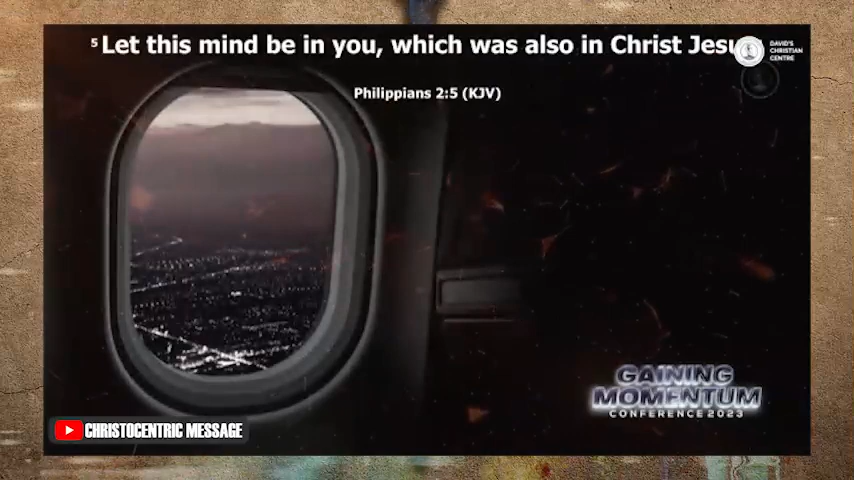 5 Let this mind be in you, which was also in Christ Jesu
Philippians 2:5 (KJV)
DAVID'S
CHRISTIAN
CENTRE
GAINING
MOMENTUM
CONFERENCE 2023
CHRISTOCENTRIC MESSAGE